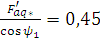 F′aq* / cos ψ₁ = 0,45